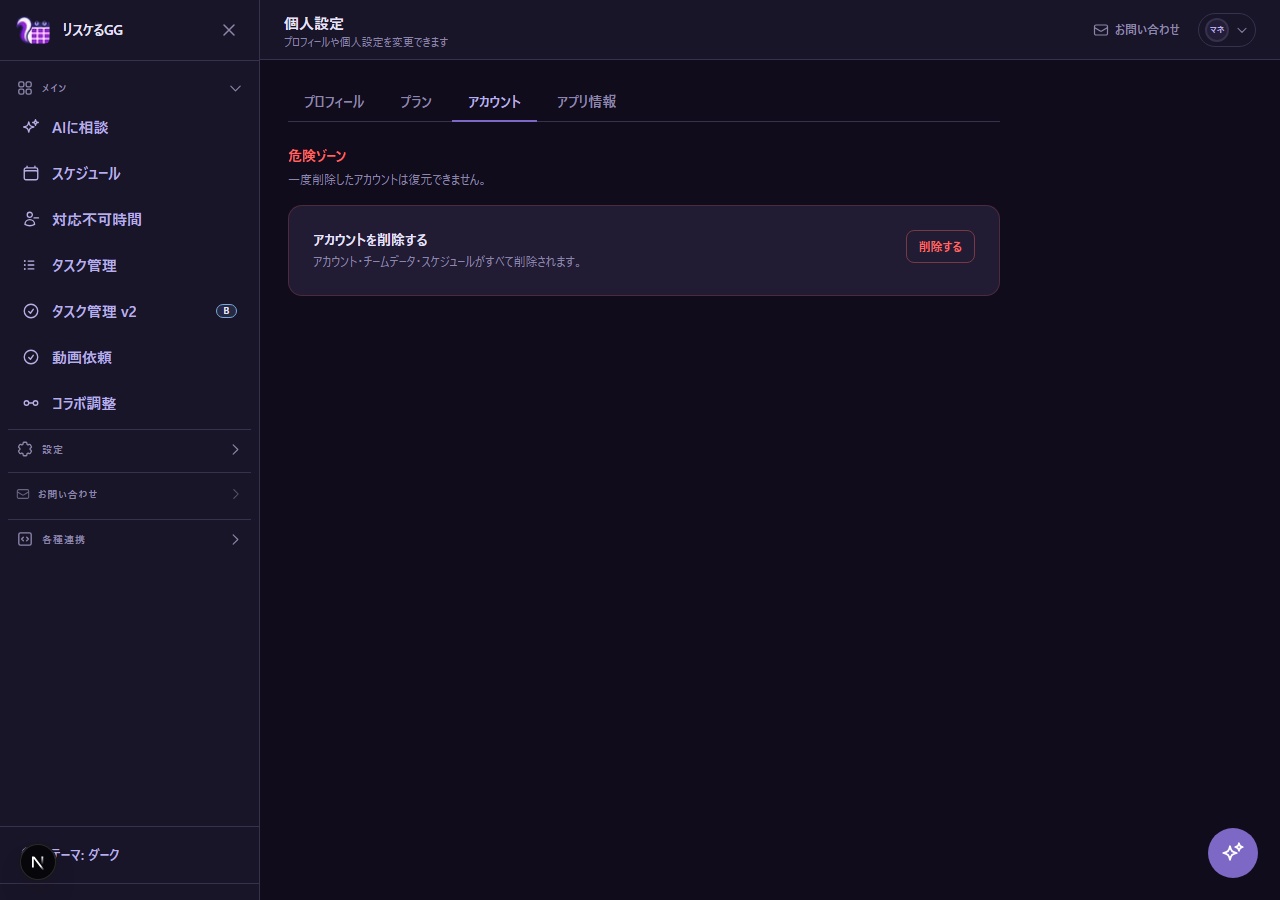 リスケるGG
メイン
AIに相談
スケジュール
対応不可時間
タスク管理
タスク管理 v2
B
動画依頼
コラボ調整
設定
お問い合わせ
各種連携
テーマ: ダーク
N
個人設定
プロフィールや個人設定を変更できます
お問い合わせ
マネ
プロフィール
プラン
アカウント
アプリ情報
危険ゾーン
一度削除したアカウントは復元できません。
アカウントを削除する
アカウント・チームデータ・スケジュールがすべて削除されます。
削除する